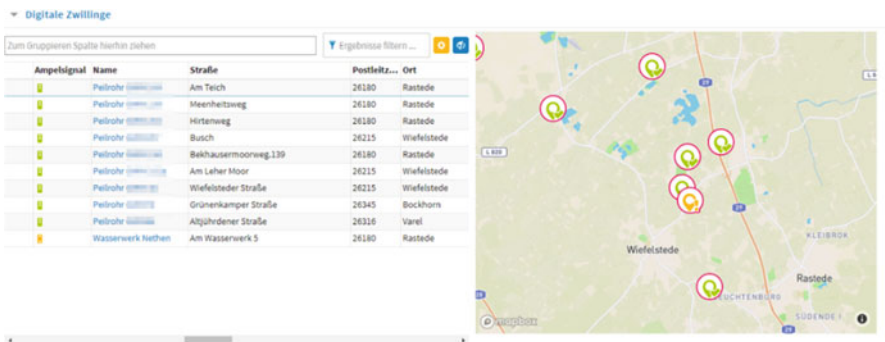 Digitale Zwillinge
Zum Gruppieren Spalte hierhin ziehen
Ergebnisse filtern ...
Ampelsignal Name Straße Postleitz... Ort
Peilrohr Am Teich 26180 Rastede
Peilrohr Meenheitsweg 26180 Rastede
Peilrohr Hirtenweg 26180 Rastede
Peilrohr Busch 26215 Wiefelstede
Peilrohr Bekhausermoorweg.139 26180 Rastede
Peilrohr Am Leher Moor 26215 Wiefelstede
Peilrohr Wiefelsteder Straße 26215 Wiefelstede
Peilrohr Grünenkamper Straße 26345 Bockhorn
Peilrohr Altjührdener Straße 26316 Varel
Wasserwerk Nethen Am Wasserwerk 5 26180 Rastede
29
L 820
29
KLEIBROK
Wiefelstede
Rastede
SÜDENDE I
mapbox